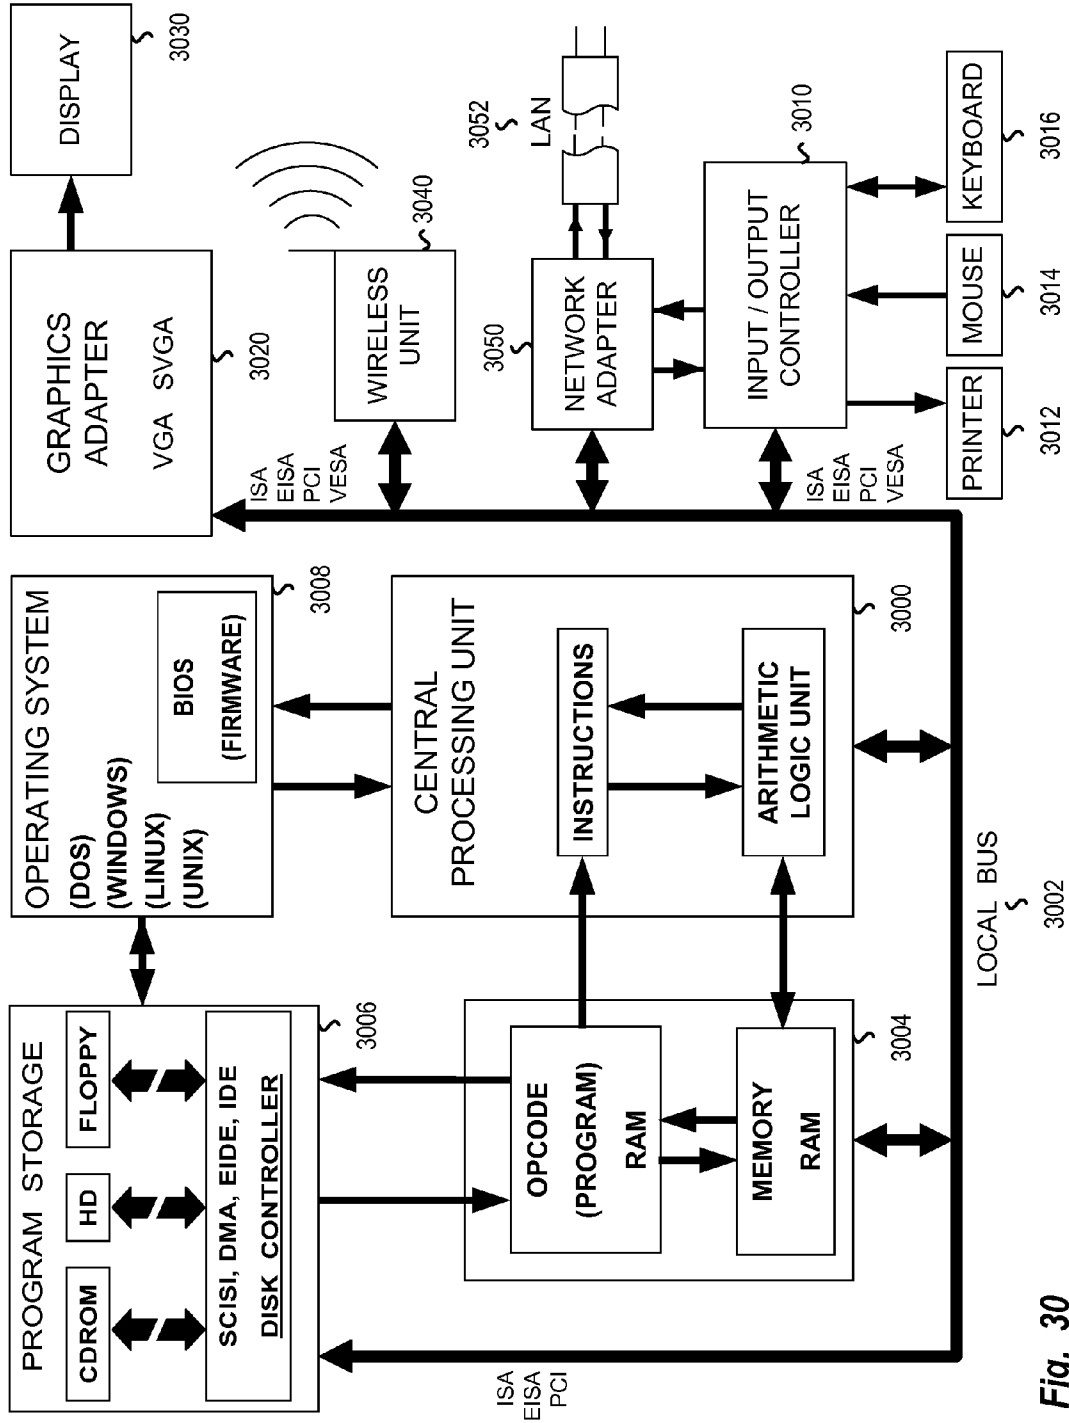 PROGRAM STORAGE
CDROM
HD
FLOPPY
SCISI, DMA, EIDE, IDE
DISK CONTROLLER
3006
OPERATING SYSTEM
(DOS)
(WINDOWS)
(LINUX)
(UNIX)
BIOS
(FIRMWARE)
3008
GRAPHICS
ADAPTER
VGA SVGA
3020
DISPLAY
3030
ISA
EISA
PCI
VESA
WIRELESS
UNIT
3040
CENTRAL
PROCESSING UNIT
INSTRUCTIONS
ARITHMETIC
LOGIC UNIT
3000
ISA
EISA
PCI
OPCODE
(PROGRAM)
RAM
MEMORY
RAM
3004
NETWORK
ADAPTER
3050
LAN
3052
INPUT / OUTPUT
CONTROLLER
3010
ISA
EISA
PCI
VESA
PRINTER
3012
MOUSE
3014
KEYBOARD
3016
LOCAL BUS
3002
Fig. 30